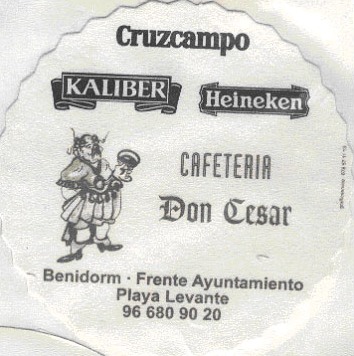 Cruzcampo
KALIBER
Heineken
CAFETERIA
Don Cesar
Benidorm · Frente Ayuntamiento
Playa Levante
96 680 90 20